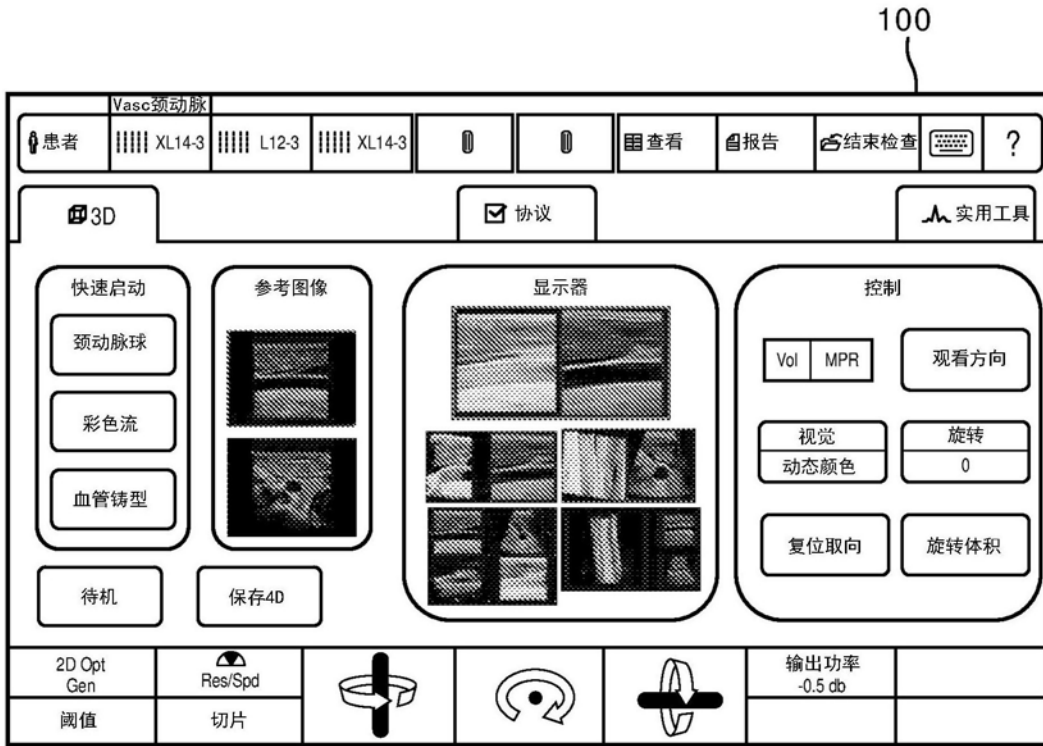 100
Vasc颈动脉
患者
XL14-3
L12-3
XL14-3
查看
报告
结束检查
?
3D
协议
实用工具
快速启动
颈动脉球
彩色流
血管铸型
参考图像
显示器
控制
Vol
MPR
观看方向
视觉
动态颜色
旋转
0
复位取向
旋转体积
待机
保存4D
2D Opt
Gen
Res/Spd
输出功率
-0.5 db
阈值
切片